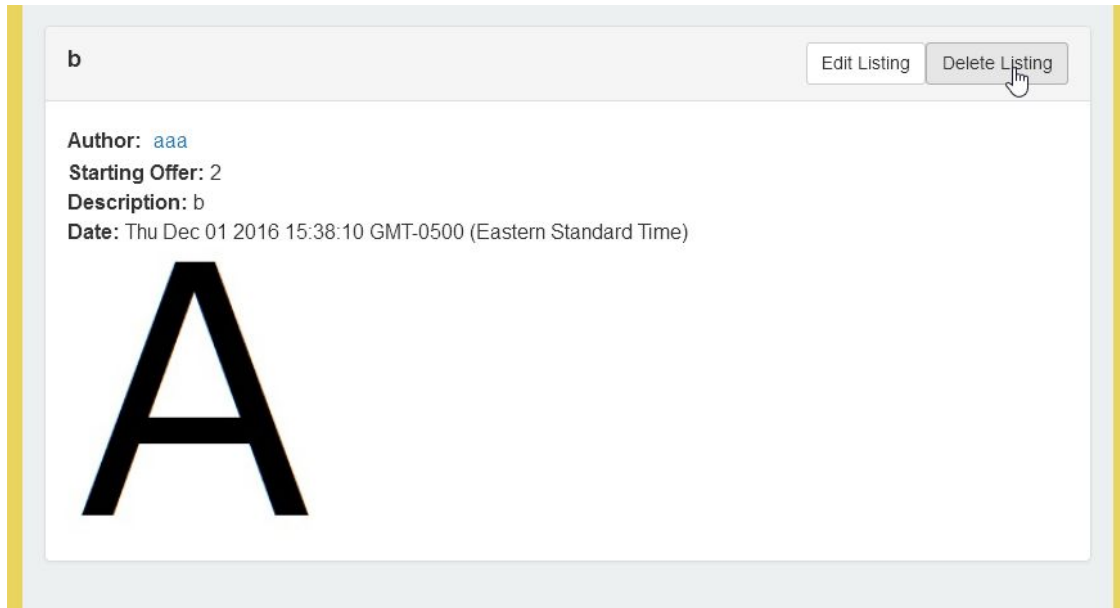 b
Edit Listing Delete Listing
Author: aaa
Starting Offer: 2
Description: b
Date: Thu Dec 01 2016 15:38:10 GMT-0500 (Eastern Standard Time)
A